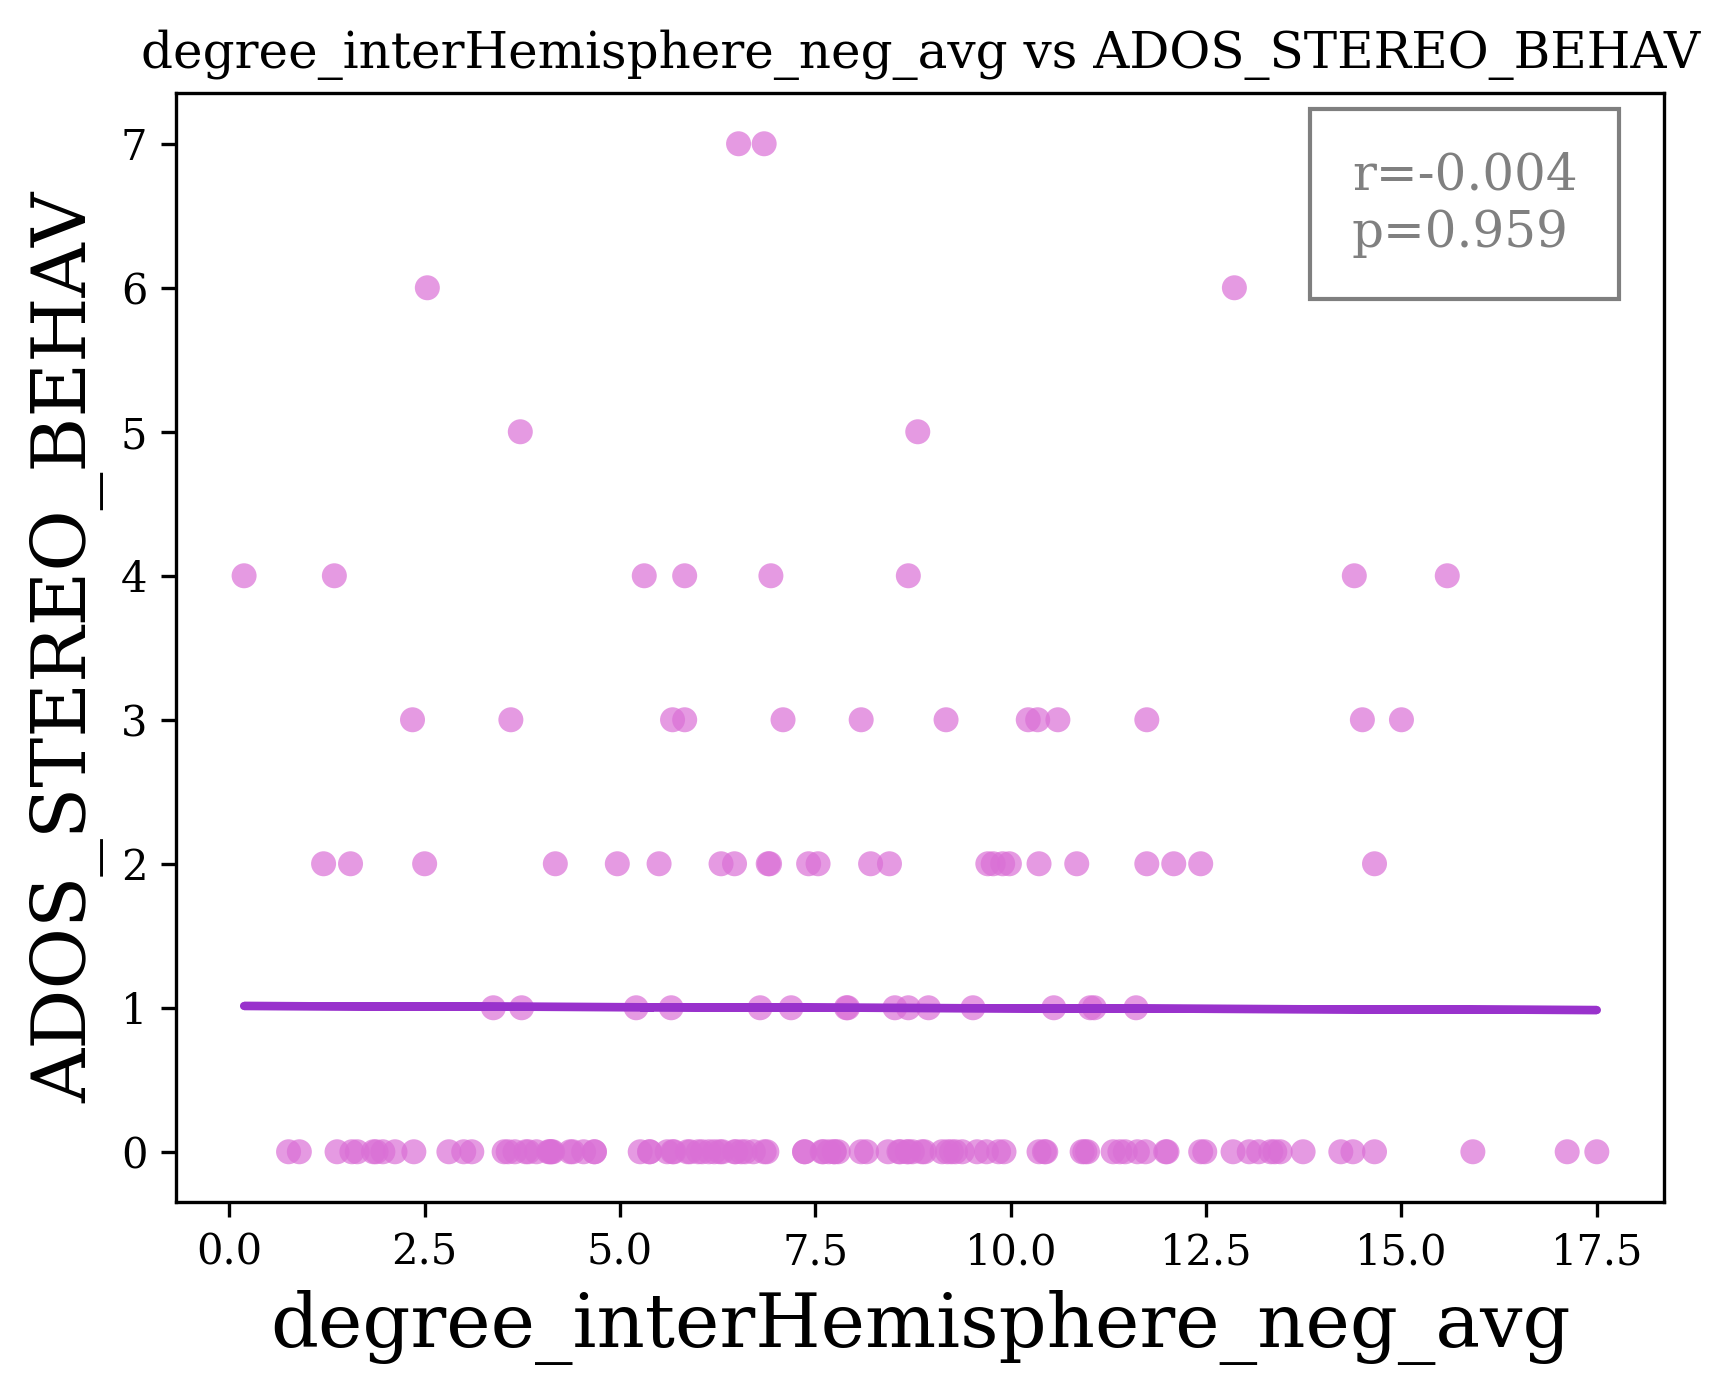 degree_interHemisphere_neg_avg vs ADOS_STEREO_BEHAV
r=-0.004
p=0.959
ADOS_STEREO_BEHAV
7
6
5
4
3
2
1
0
0.0 2.5 5.0 7.5 10.0 12.5 15.0 17.5
degree_interHemisphere_neg_avg